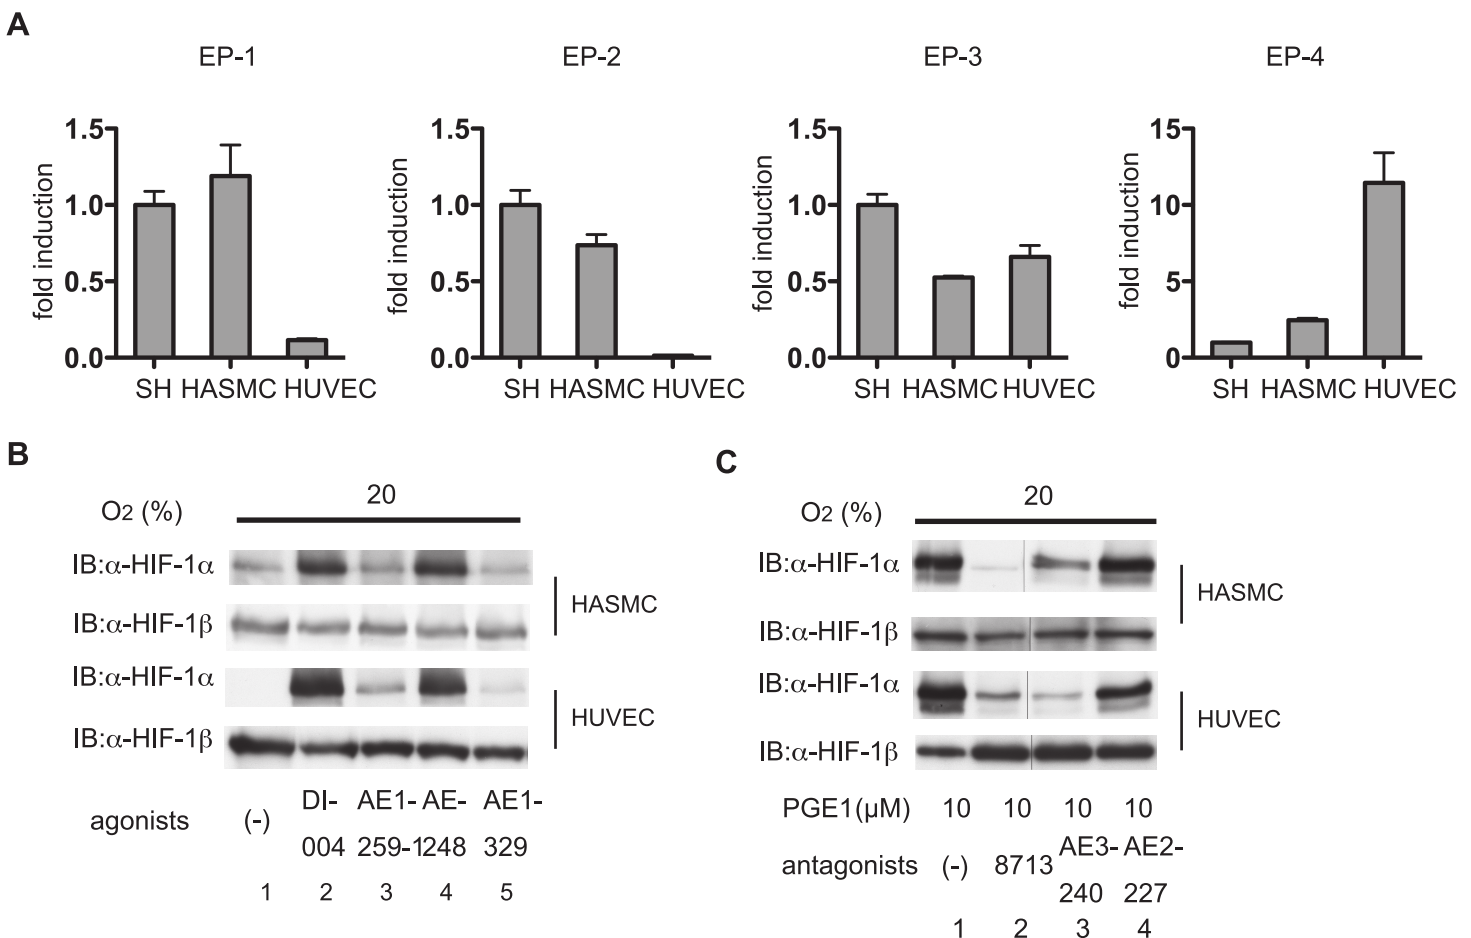 A
EP-1 EP-2 EP-3 EP-4
fold induction
1.5
1.0
0.5
0.0
SH HASMC HUVEC
fold induction
1.5
1.0
0.5
0.0
SH HASMC HUVEC
fold induction
1.5
1.0
0.5
0.0
SH HASMC HUVEC
fold induction
15
10
5
0
SH HASMC HUVEC
B
O2 (%) 20
IB:α-HIF-1α
IB:α-HIF-1β
HASMC
IB:α-HIF-1α
IB:α-HIF-1β
HUVEC
agonists (-) DI- AE1- AE- AE1-
004 259-1 1248 329
1 2 3 4 5
C
O2 (%) 20
IB:α-HIF-1α
IB:α-HIF-1β
HASMC
IB:α-HIF-1α
IB:α-HIF-1β
HUVEC
PGE1(μM) 10 10 10 10
antagonists (-) 8713 AE3- AE2-
240 227
1 2 3 4